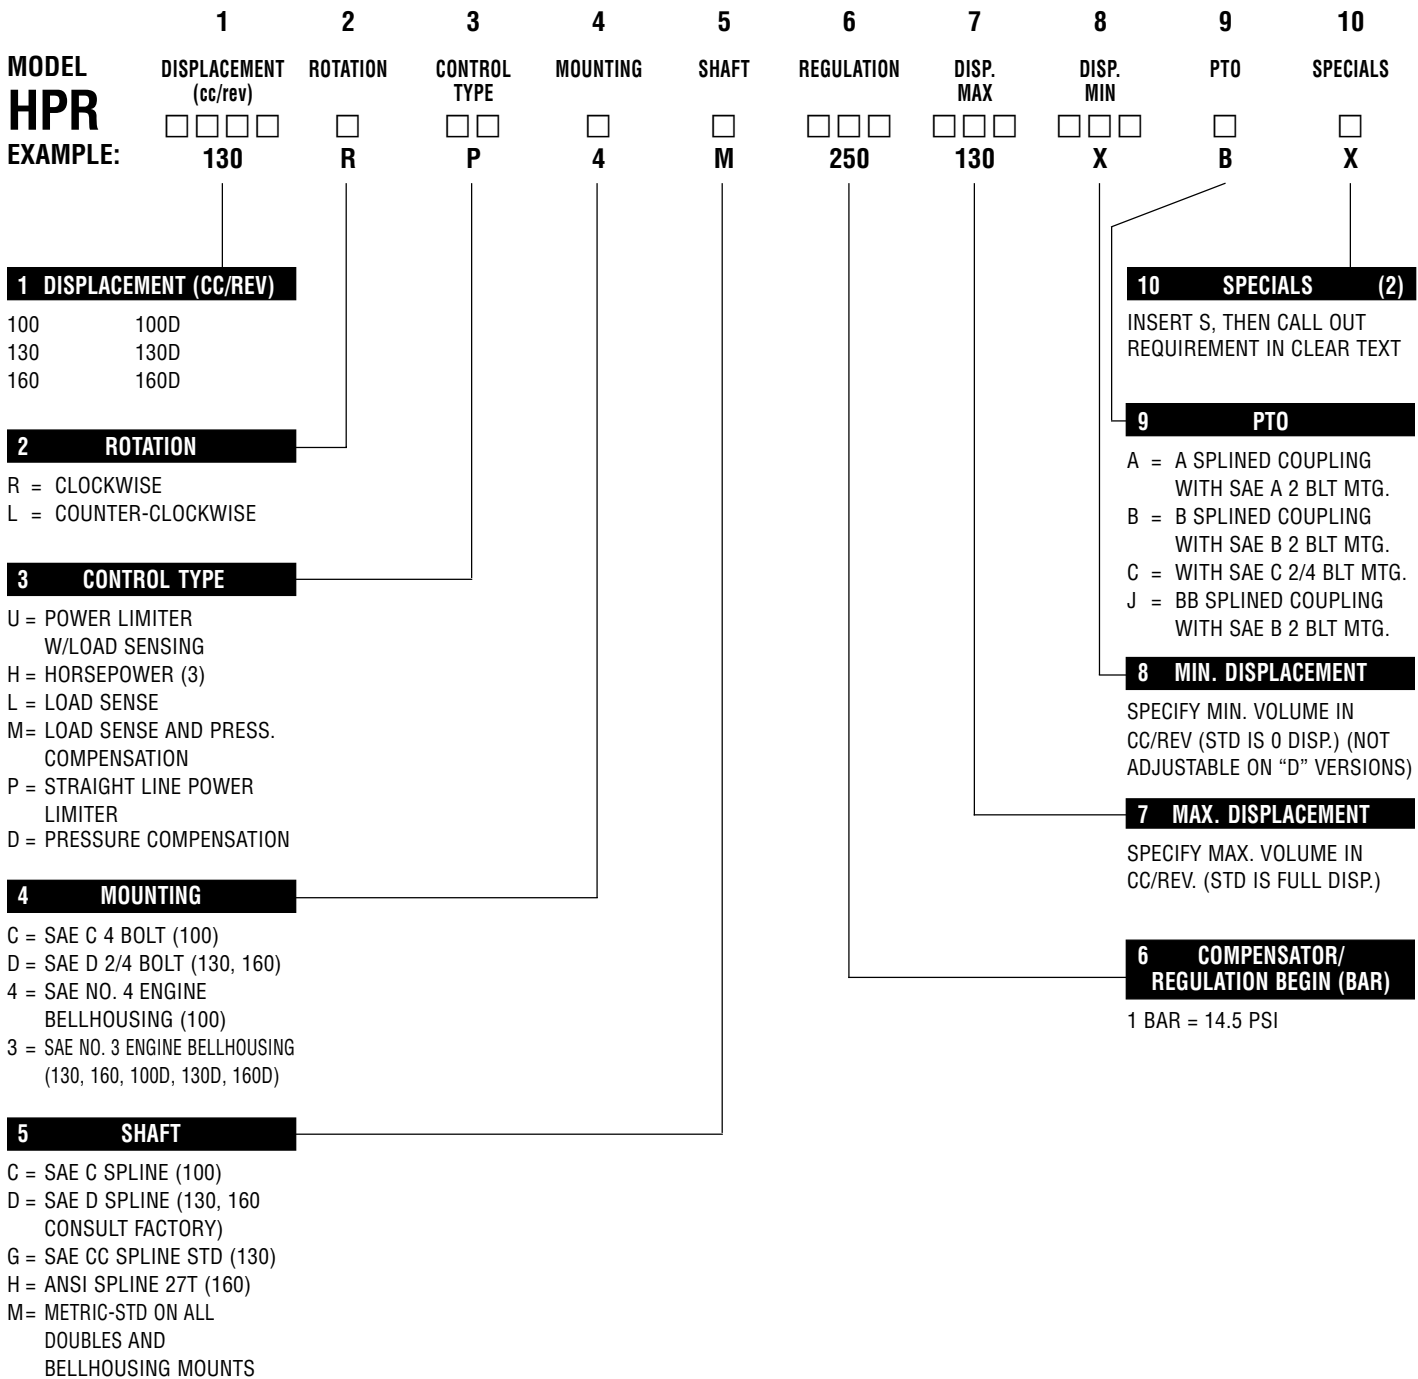 1 2 3 4 5 6 7 8 9 10
MODEL DISPLACEMENT ROTATION CONTROL MOUNTING SHAFT REGULATION DISP. DISP. PTO SPECIALS
(cc/rev) TYPE MAX MIN
HPR
EXAMPLE: 130 R P 4 M 250 130 X B X
1 DISPLACEMENT (CC/REV)
100 100D
130 130D
160 160D
2 ROTATION
R = CLOCKWISE
L = COUNTER-CLOCKWISE
3 CONTROL TYPE
U = POWER LIMITER
W/LOAD SENSING
H = HORSEPOWER (3)
L = LOAD SENSE
M= LOAD SENSE AND PRESS.
COMPENSATION
P = STRAIGHT LINE POWER
LIMITER
D = PRESSURE COMPENSATION
4 MOUNTING
C = SAE C 4 BOLT (100)
D = SAE D 2/4 BOLT (130, 160)
4 = SAE NO. 4 ENGINE
BELLHOUSING (100)
3 = SAE NO. 3 ENGINE BELLHOUSING
(130, 160, 100D, 130D, 160D)
5 SHAFT
C = SAE C SPLINE (100)
D = SAE D SPLINE (130, 160
CONSULT FACTORY)
G = SAE CC SPLINE STD (130)
H = ANSI SPLINE 27T (160)
M= METRIC-STD ON ALL
DOUBLES AND
BELLHOUSING MOUNTS
10 SPECIALS (2)
INSERT S, THEN CALL OUT
REQUIREMENT IN CLEAR TEXT
9 PTO
A = A SPLINED COUPLING
WITH SAE A 2 BLT MTG.
B = B SPLINED COUPLING
WITH SAE B 2 BLT MTG.
C = WITH SAE C 2/4 BLT MTG.
J = BB SPLINED COUPLING
WITH SAE B 2 BLT MTG.
8 MIN. DISPLACEMENT
SPECIFY MIN. VOLUME IN
CC/REV (STD IS 0 DISP.) (NOT
ADJUSTABLE ON “D” VERSIONS)
7 MAX. DISPLACEMENT
SPECIFY MAX. VOLUME IN
CC/REV. (STD IS FULL DISP.)
6 COMPENSATOR/
REGULATION BEGIN (BAR)
1 BAR = 14.5 PSI